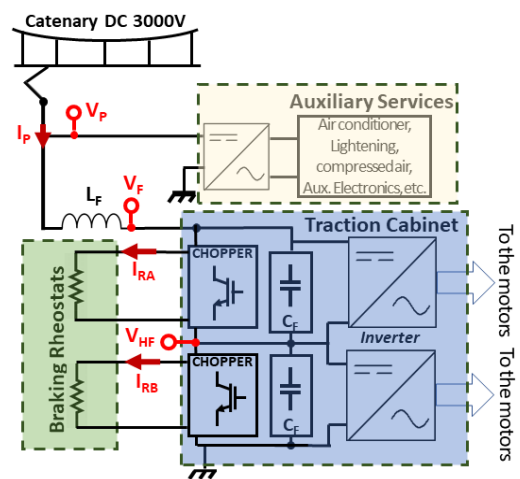 Catenary DC 3000V
Auxiliary Services
Air conditioner,
Lightening,
compressed air,
Aux. Electronics, etc.
V_P
I_P
L_F
V_F
Traction Cabinet
CHOPPER
I_RA
C_F
Braking Rheostats
V_HF
Inverter
CHOPPER
I_RB
C_F
To the motors
To the motors